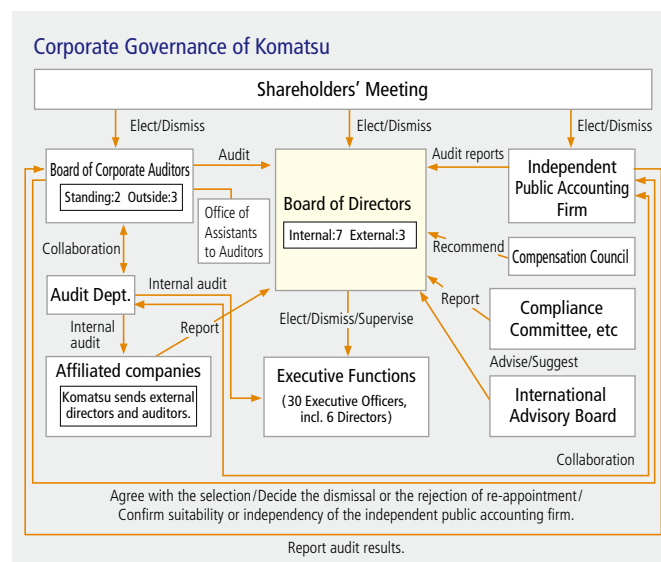 Corporate Governance of Komatsu
Shareholders' Meeting
Elect/Dismiss
Elect/Dismiss
Elect/Dismiss
Board of Corporate Auditors
Standing:2 Outside:3
Audit
Office of
Assistants
to Auditors
Board of Directors
Internal:7 External:3
Audit reports
Independent
Public Accounting
Firm
Recommend
Compensation Council
Collaboration
Audit Dept.
Internal audit
Internal
audit
Report
Elect/Dismiss/Supervise
Report
Compliance
Committee, etc
Affiliated companies
Komatsu sends external
directors and auditors.
Executive Functions
(30 Executive Officers,
incl. 6 Directors)
Advise/Suggest
International
Advisory Board
Collaboration
Agree with the selection/Decide the dismissal or the rejection of re-appointment/
Confirm suitability or independency of the independent public accounting firm.
Report audit results.